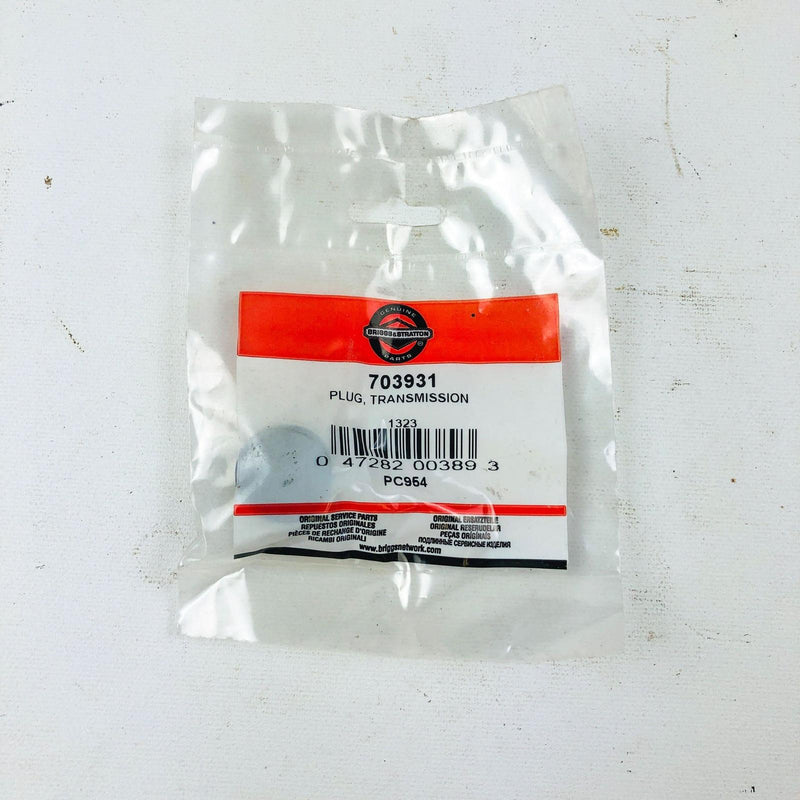 GENUINE
BRIGGS&STRATTON
®
PARTS
703931
PLUG, TRANSMISSION
1323
0 47282 00389 3
PC954
ORIGINAL SERVICE PARTS
REPUESTOS ORIGINALES
PIÈCES DE RECHANGE D'ORIGINE
RICAMBI ORIGINALI
ORIGINAL ERSATZTEILE
ORIGINAL RESERVDELAR
PEÇAS ORIGINAIS
ПОДЛИННЫЕ СЕРВИСНЫЕ ИЗДЕЛИЯ
www.briggsnetwork.com